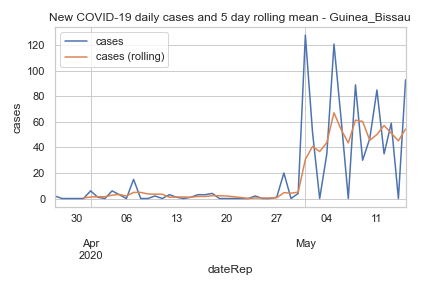 New COVID-19 daily cases and 5 day rolling mean - Guinea_Bissau
cases
cases (rolling)
120
100
80
60
40
20
0
cases
30
06
13
20
27
04
11
Apr
2020
May
dateRep